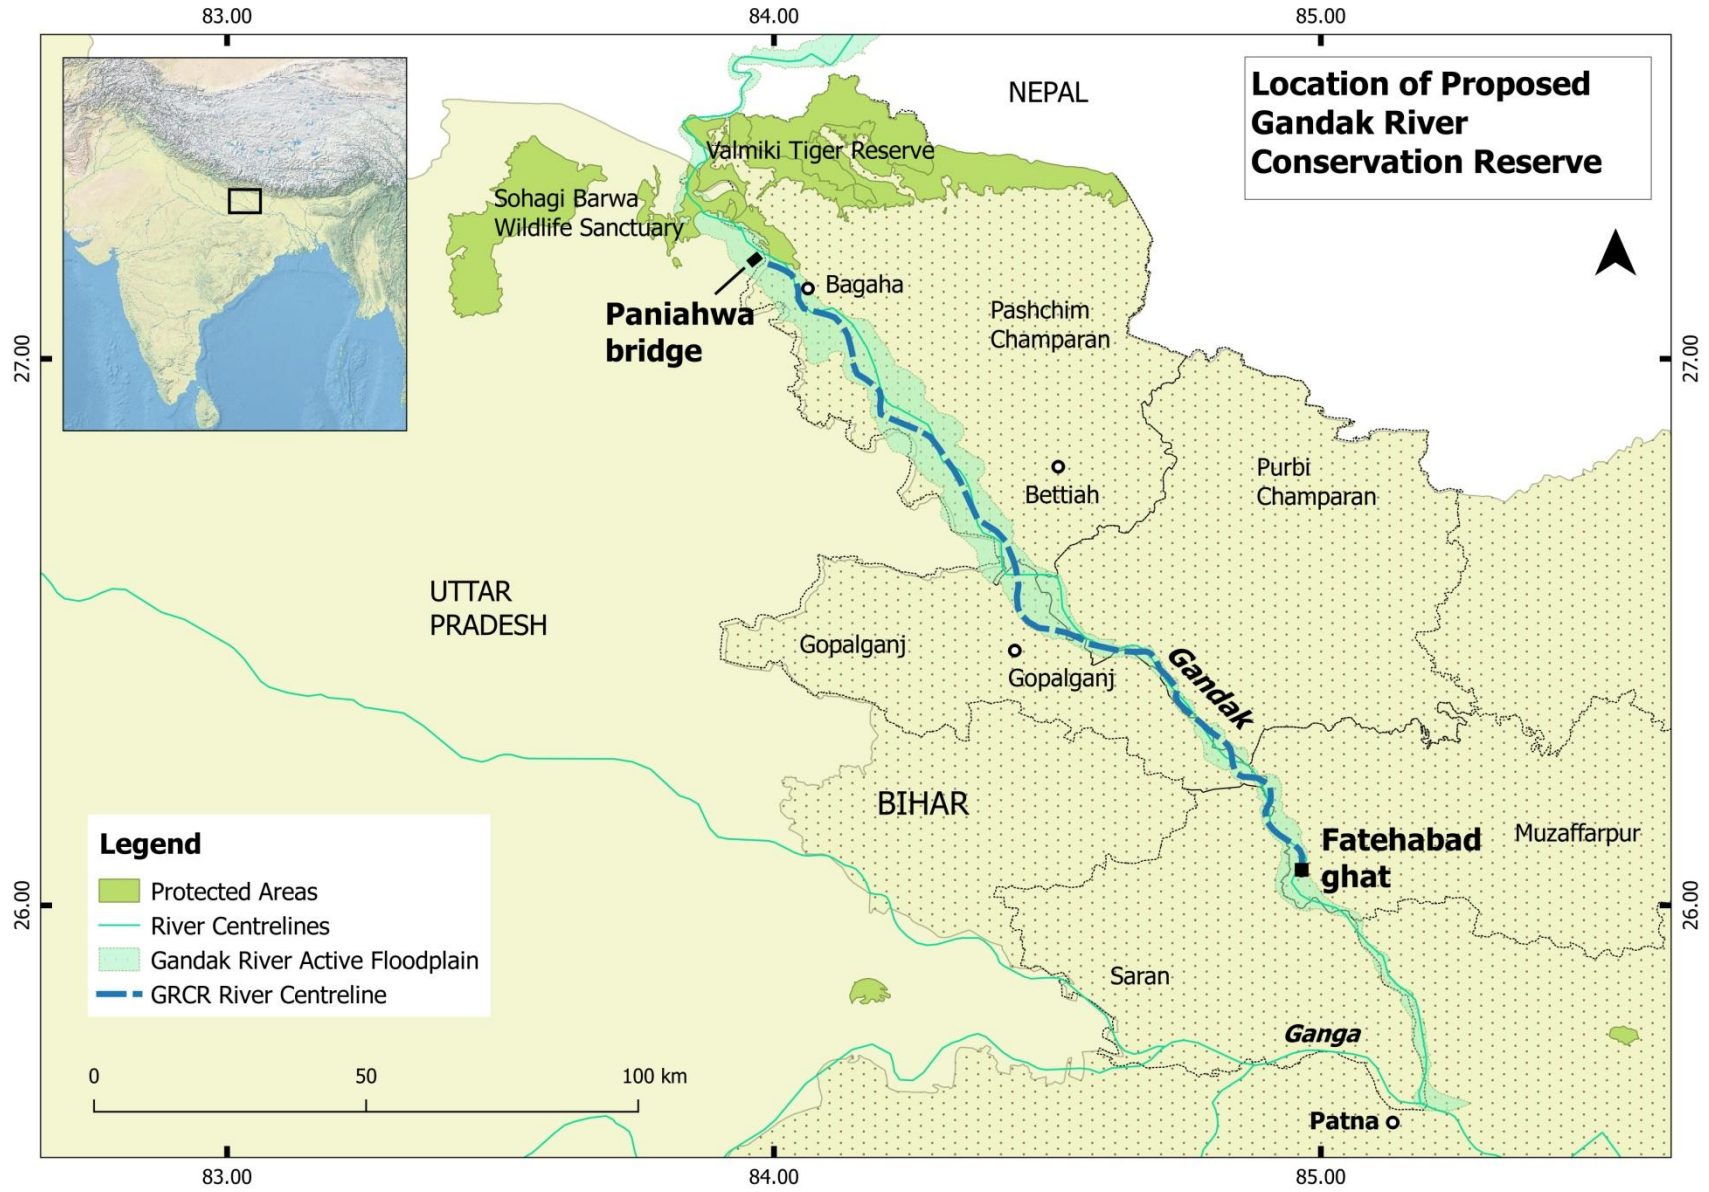 83.00
84.00
85.00
Location of Proposed
Gandak River
Conservation Reserve
NEPAL
Valmiki Tiger Reserve
Sohagi Barwa
Wildlife Sanctuary
Bagaha
Paniahwa
bridge
Pashchim
Champaran
27.00
27.00
Purbi
Champaran
Bettiah
UTTAR
PRADESH
Gopalganj
Gopalganj
Gandak
BIHAR
Fatehabad
ghat
Muzaffarpur
Legend
Protected Areas
River Centrelines
Gandak River Active Floodplain
GRCR River Centreline
26.00
26.00
Saran
Ganga
0
50
100 km
Patna
83.00
84.00
85.00